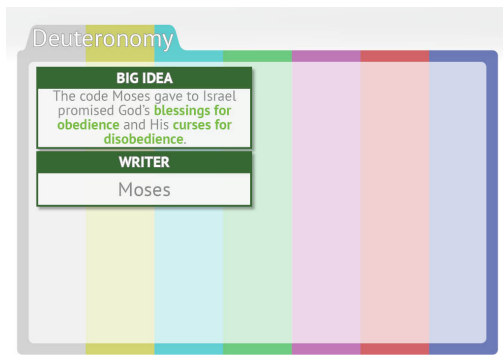 Deuteronomy
BIG IDEA
The code Moses gave to Israel
promised God's blessings for
obedience and His curses for
disobedience.
WRITER
Moses